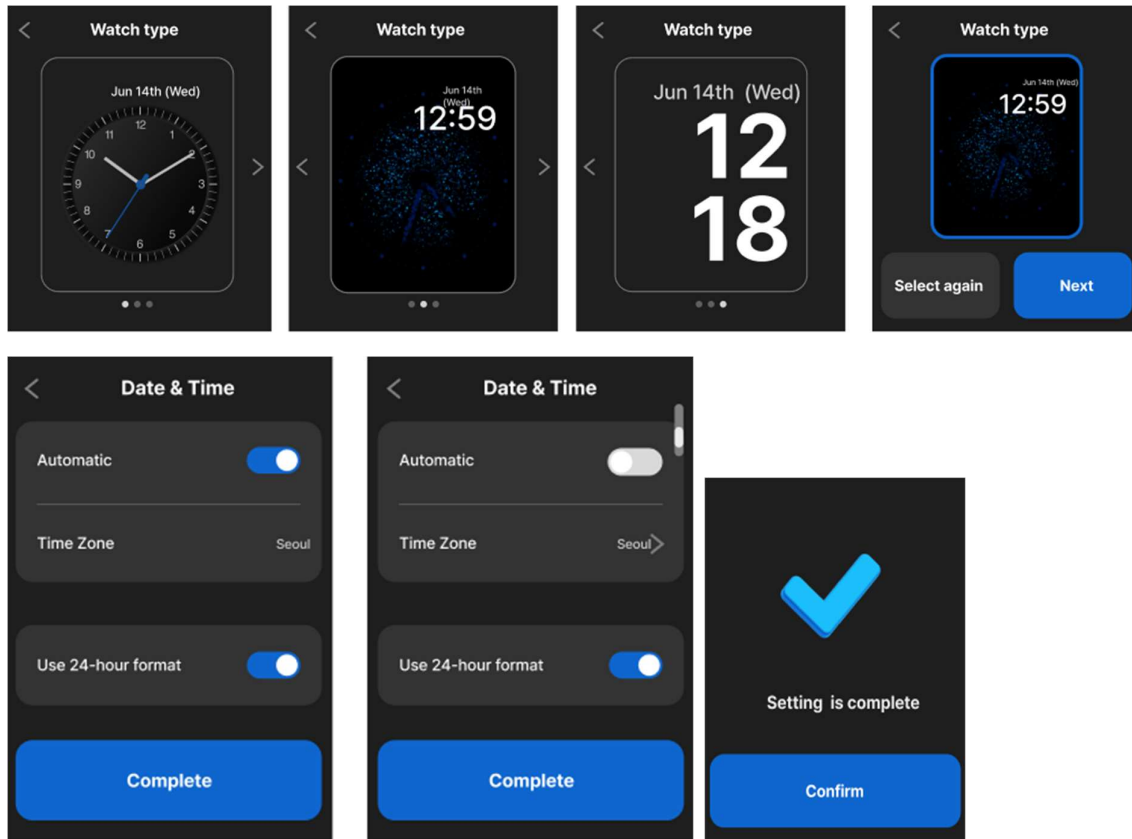 Watch type
Jun 14th (Wed)
12
11
1
10
2
9
3
8
4
7
5
6
Watch type
Jun 14th
(Wed)
12:59
Watch type
Jun 14th (Wed)
12
18
Watch type
Jun 14th (Wed)
12:59
Select again
Next
Date & Time
Automatic
Time Zone
Seoul
Use 24-hour format
Complete
Date & Time
Automatic
Time Zone
Seoul
Use 24-hour format
Complete
Setting is complete
Confirm